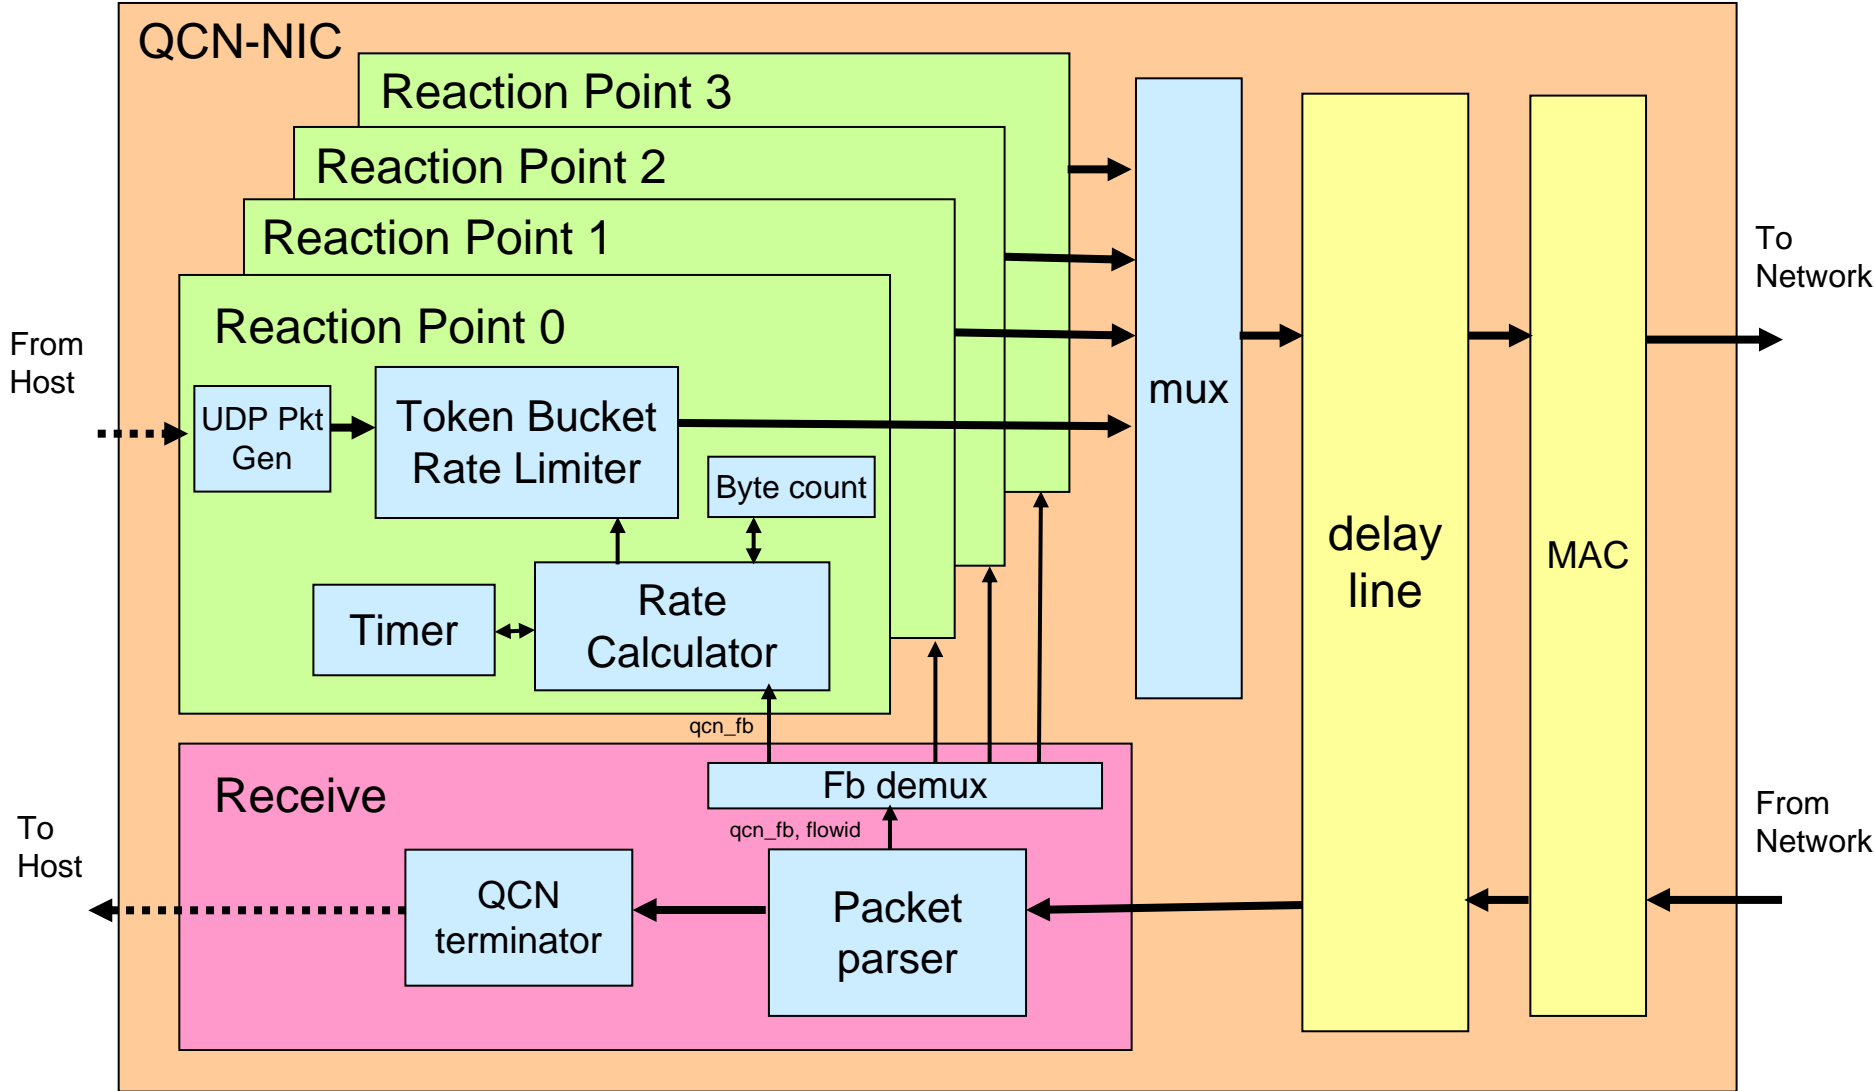 QCN-NIC
Reaction Point 3
Reaction Point 2
Reaction Point 1
Reaction Point 0
From
Host
UDP Pkt
Gen
Token Bucket
Rate Limiter
Byte count
Timer
Rate
Calculator
mux
delay
line
MAC
To
Network
qcn_fb
Receive
Fb demux
qcn_fb, flowid
To
Host
QCN
terminator
Packet
parser
From
Network